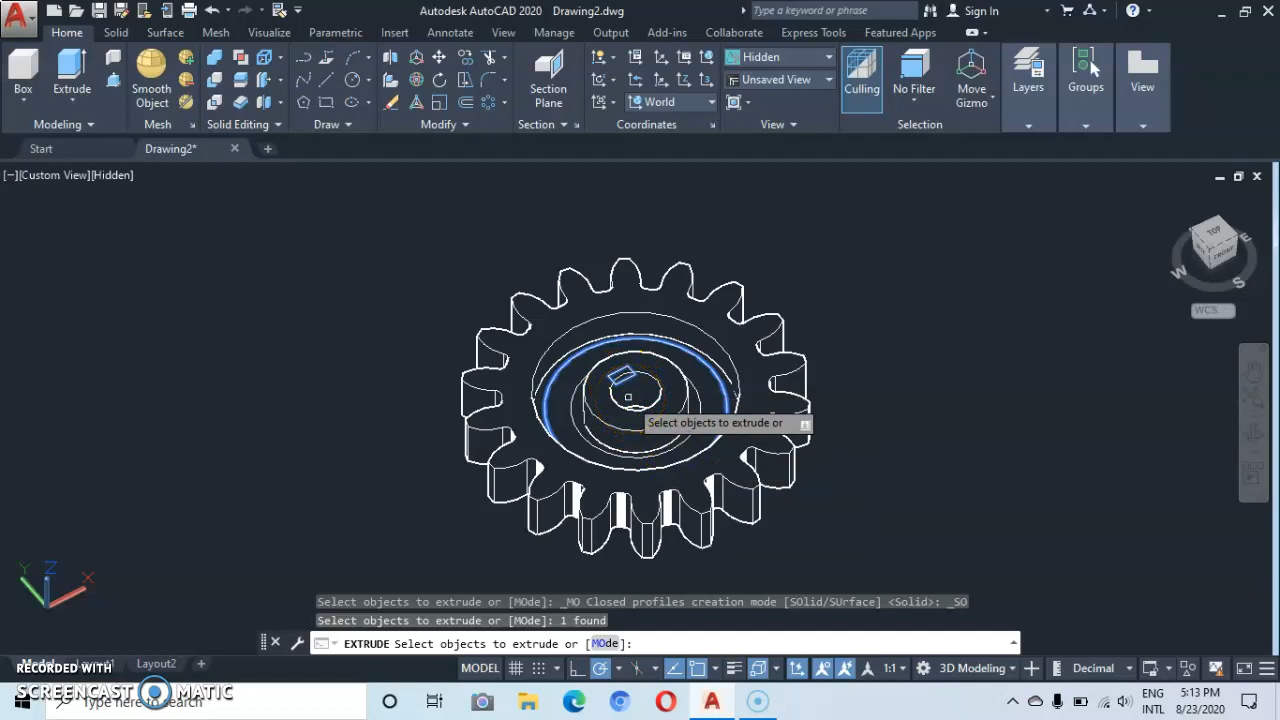 Autodesk AutoCAD 2020 Drawing2.dwg
Type a keyword or phrase
Sign In
Home Solid Surface Mesh Visualize Parametric Insert Annotate View Manage Output Add-ins Collaborate Express Tools Featured Apps
Box
Extrude
Smooth
Object
Section
Plane
World
Hidden
Unsaved View
Culling
No Filter
Move
Gizmo
Layers
Groups
View
Modeling
Mesh
Solid Editing
Draw
Modify
Section
Coordinates
View
Selection
Start
Drawing2*
[−][Custom View][Hidden]
TOP
FRONT
W
E
S
WCS
Select objects to extrude or
Y
Z
X
Select objects to extrude or [MOde]: _MO Closed profiles creation mode [SOlid/SUrface] <Solid>: _SO
Select objects to extrude or [MOde]: 1 found
EXTRUDE Select objects to extrude or [MOde]:
Layout2
MODEL
1:1
3D Modeling
Decimal
RECORDED WITH
SCREENCAST MATIC
Type here to search
ENG
INTL
5:13 PM
8/23/2020